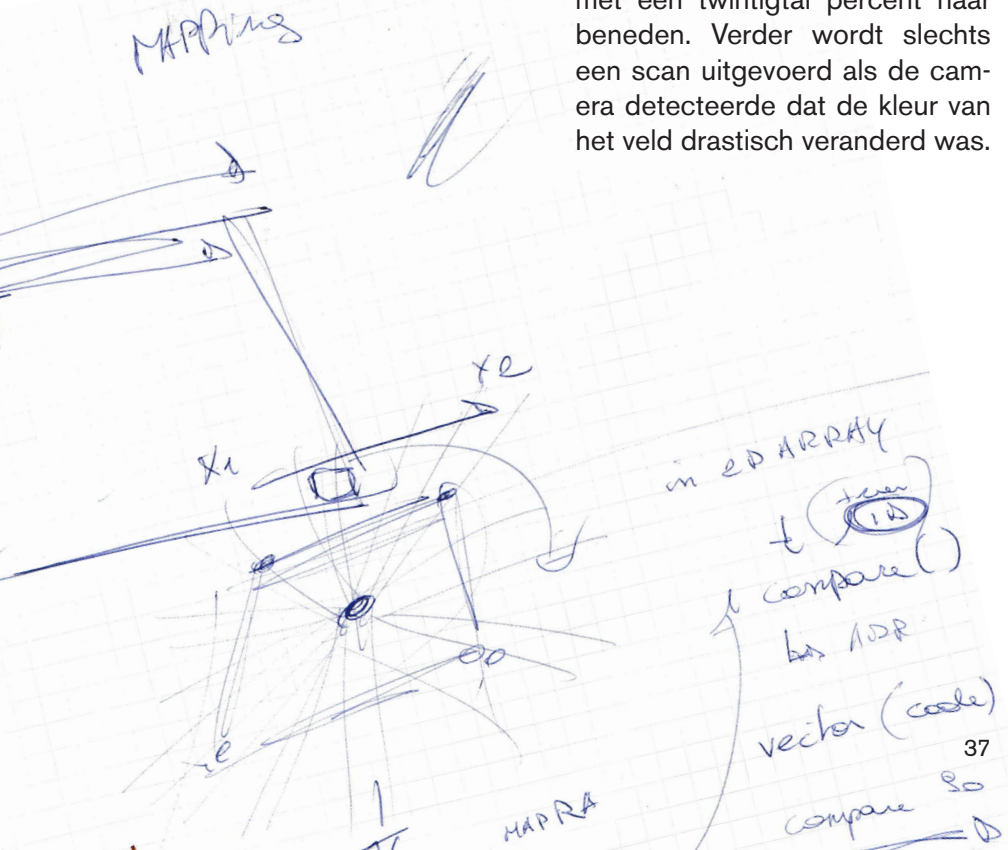 MAPPing
met een twintigtal percent naar
beneden. Verder wordt slechts
een scan uitgevoerd als de cam-
era detecteerde dat de kleur van
het veld drastisch veranderd was.
x2
x1
in 2D ARRAY
t
compare()
vector (code)
37
compare
MAPRA